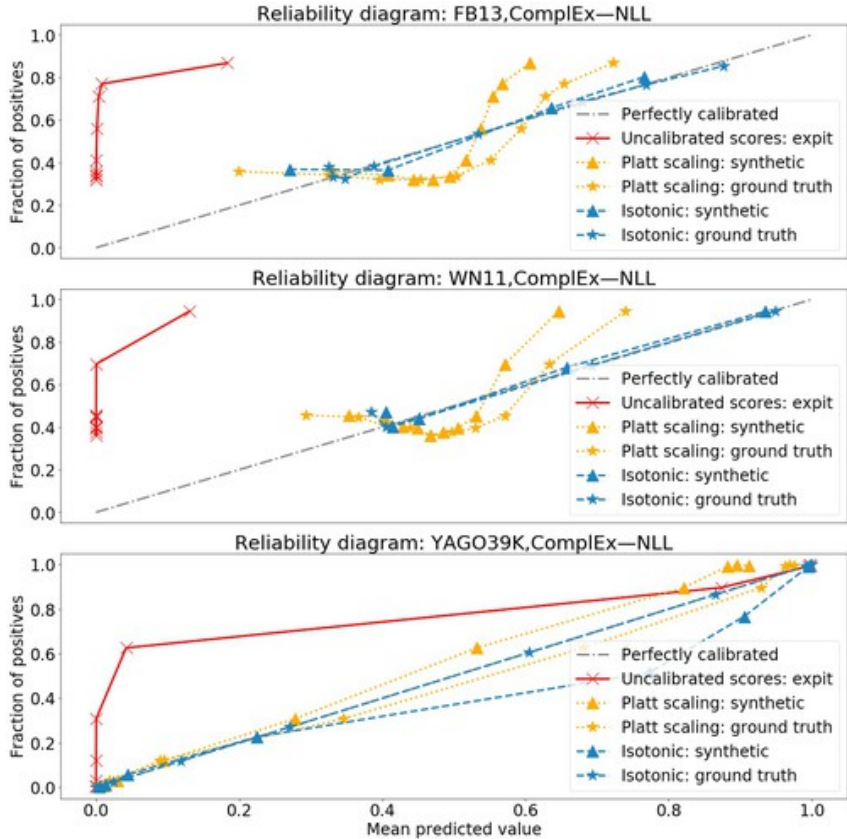 Reliability diagram: FB13,ComplEx—NLL
Fraction of positives
1.0
0.8
0.6
0.4
0.2
0.0
Perfectly calibrated
Uncalibrated scores: expit
Platt scaling: synthetic
Platt scaling: ground truth
Isotonic: synthetic
Isotonic: ground truth
Reliability diagram: WN11,ComplEx—NLL
Fraction of positives
1.0
0.8
0.6
0.4
0.2
0.0
Perfectly calibrated
Uncalibrated scores: expit
Platt scaling: synthetic
Platt scaling: ground truth
Isotonic: synthetic
Isotonic: ground truth
Reliability diagram: YAGO39K,ComplEx—NLL
Fraction of positives
1.0
0.8
0.6
0.4
0.2
0.0
Perfectly calibrated
Uncalibrated scores: expit
Platt scaling: synthetic
Platt scaling: ground truth
Isotonic: synthetic
Isotonic: ground truth
0.0 0.2 0.4 0.6 0.8 1.0
Mean predicted value